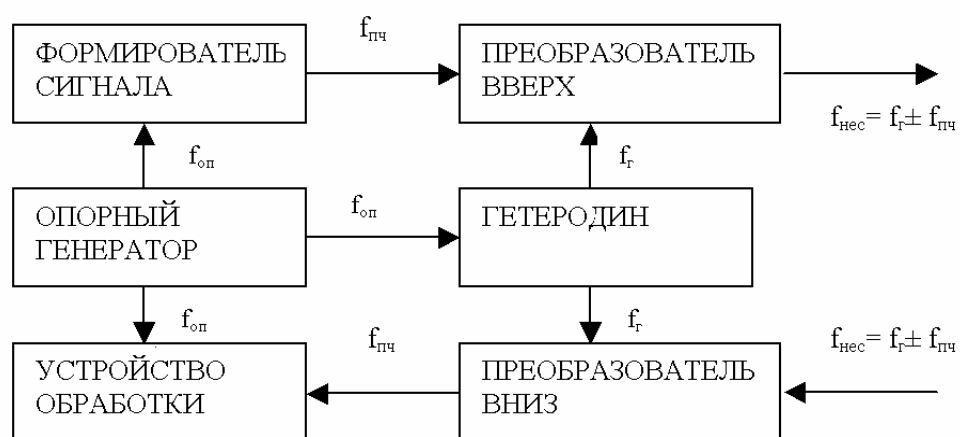 ФОРМИРОВАТЕЛЬ
СИГНАЛА
fпч
ПРЕОБРАЗОВАТЕЛЬ
ВВЕРХ
fнес= fг± fпч
fоп
fг
ОПОРНЫЙ
ГЕНЕРАТОР
fоп
ГЕТЕРОДИН
fоп
fг
УСТРОЙСТВО
ОБРАБОТКИ
fпч
ПРЕОБРАЗОВАТЕЛЬ
ВНИЗ
fнес= fг± fпч